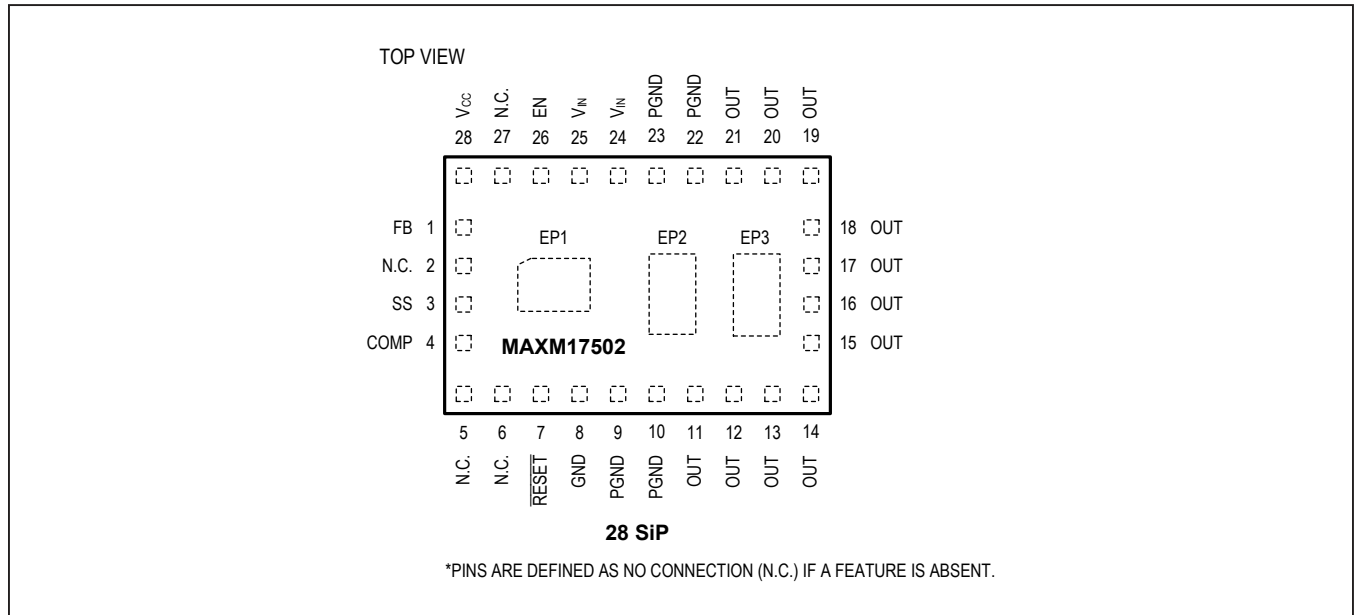 TOP VIEW
VCC N.C. EN VIN VIN PGND PGND OUT OUT OUT
28 27 26 25 24 23 22 21 20 19
FB 1
18 OUT
EP1 EP2 EP3
N.C. 2
17 OUT
SS 3
16 OUT
COMP 4
15 OUT
MAXM17502
5 6 7 8 9 10 11 12 13 14
N.C. N.C. RESET GND PGND PGND OUT OUT OUT OUT
28 SiP
*PINS ARE DEFINED AS NO CONNECTION (N.C.) IF A FEATURE IS ABSENT.